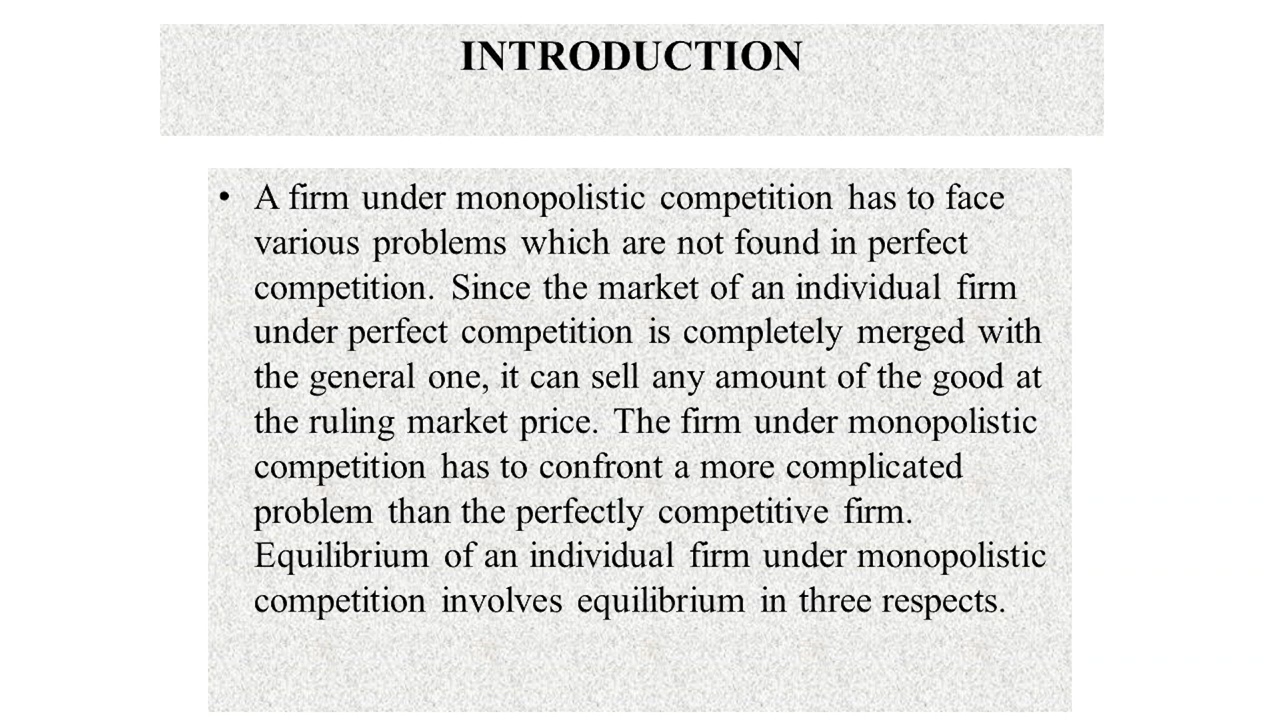 INTRODUCTION
• A firm under monopolistic competition has to face
various problems which are not found in perfect
competition. Since the market of an individual firm
under perfect competition is completely merged with
the general one, it can sell any amount of the good at
the ruling market price. The firm under monopolistic
competition has to confront a more complicated
problem than the perfectly competitive firm.
Equilibrium of an individual firm under monopolistic
competition involves equilibrium in three respects.